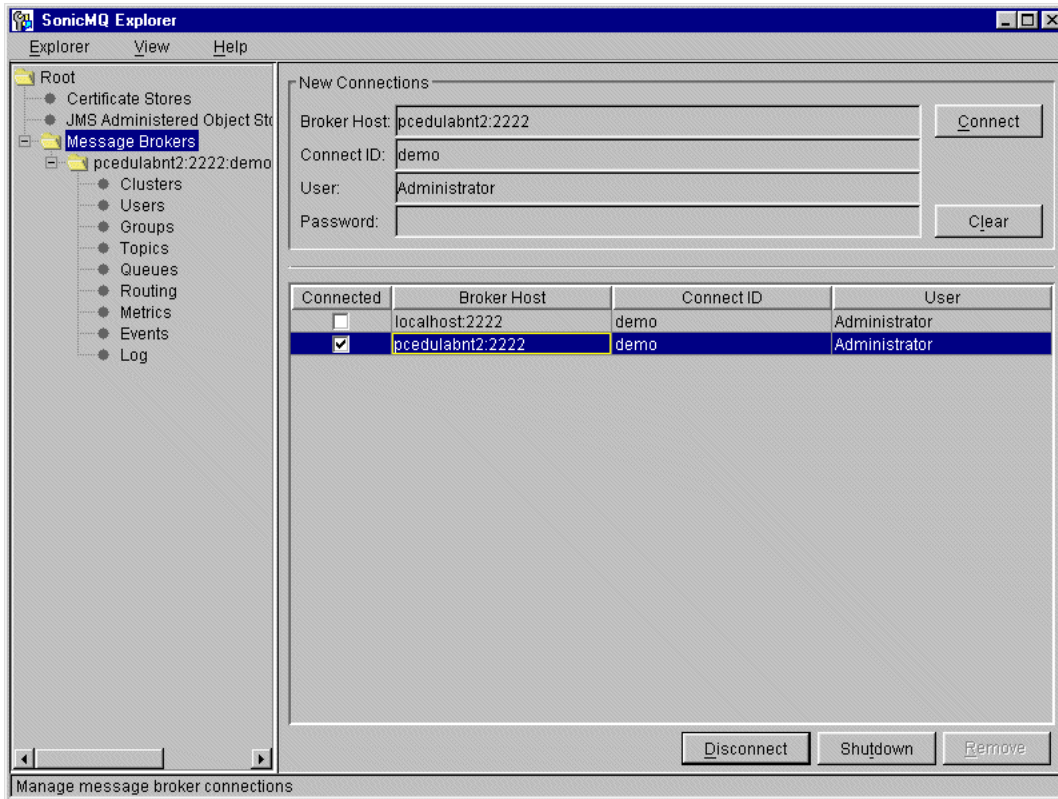 SonicMQ Explorer
Explorer View Help
Root
Certificate Stores
JMS Administered Object Sto
Message Brokers
pcedulabnt2:2222:demo
Clusters
Users
Groups
Topics
Queues
Routing
Metrics
Events
Log
New Connections
Broker Host: pcedulabnt2:2222 Connect
Connect ID: demo
User: Administrator
Password: Clear
Connected Broker Host Connect ID User
localhost:2222 demo Administrator
pcedulabnt2:2222 demo Administrator
Disconnect Shutdown Remove
Manage message broker connections